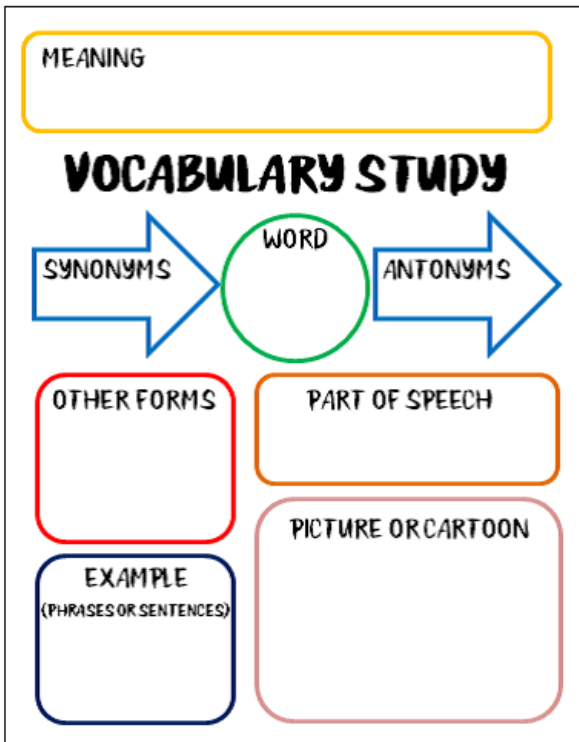 MEANING
VOCABULARY STUDY
SYNONYMS
WORD
ANTONYMS
OTHER FORMS
PART OF SPEECH
EXAMPLE
(PHRASES OR SENTENCES)
PICTURE OR CARTOON